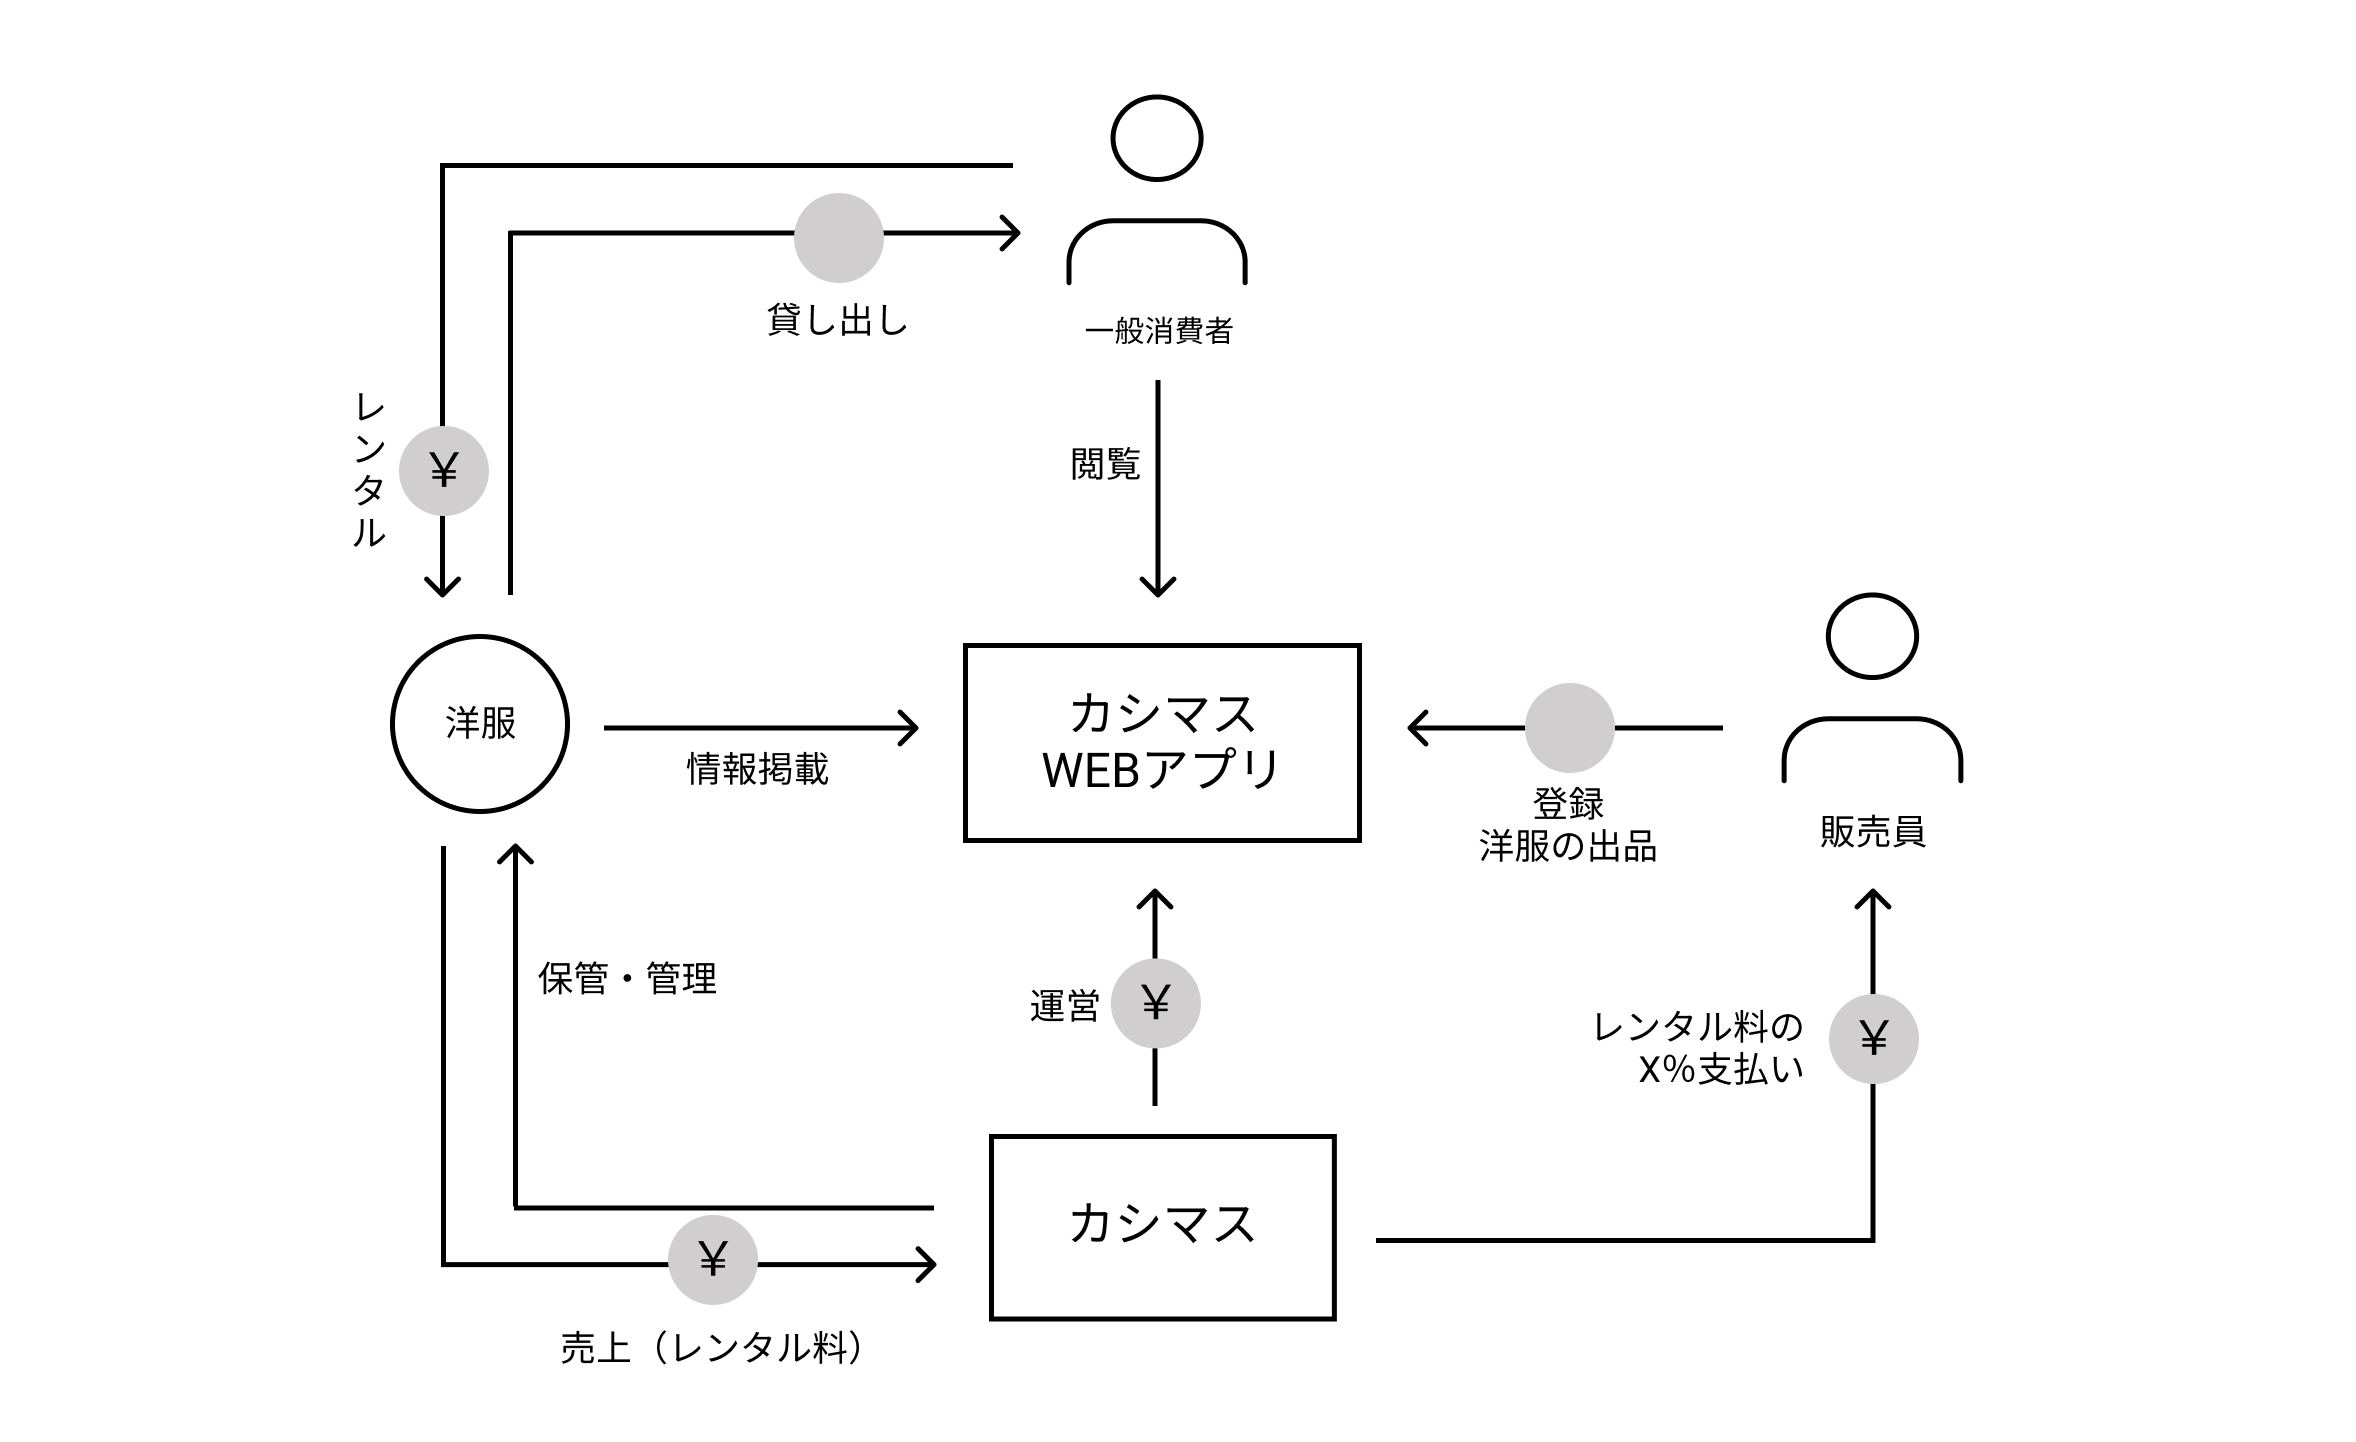 貸し出し
一般消費者
レンタル
¥
閲覧
洋服
情報掲載
カシマス
WEBアプリ
登録
洋服の出品
販売員
保管・管理
運営
¥
レンタル料の
X%支払い
¥
カシマス
¥
売上（レンタル料）